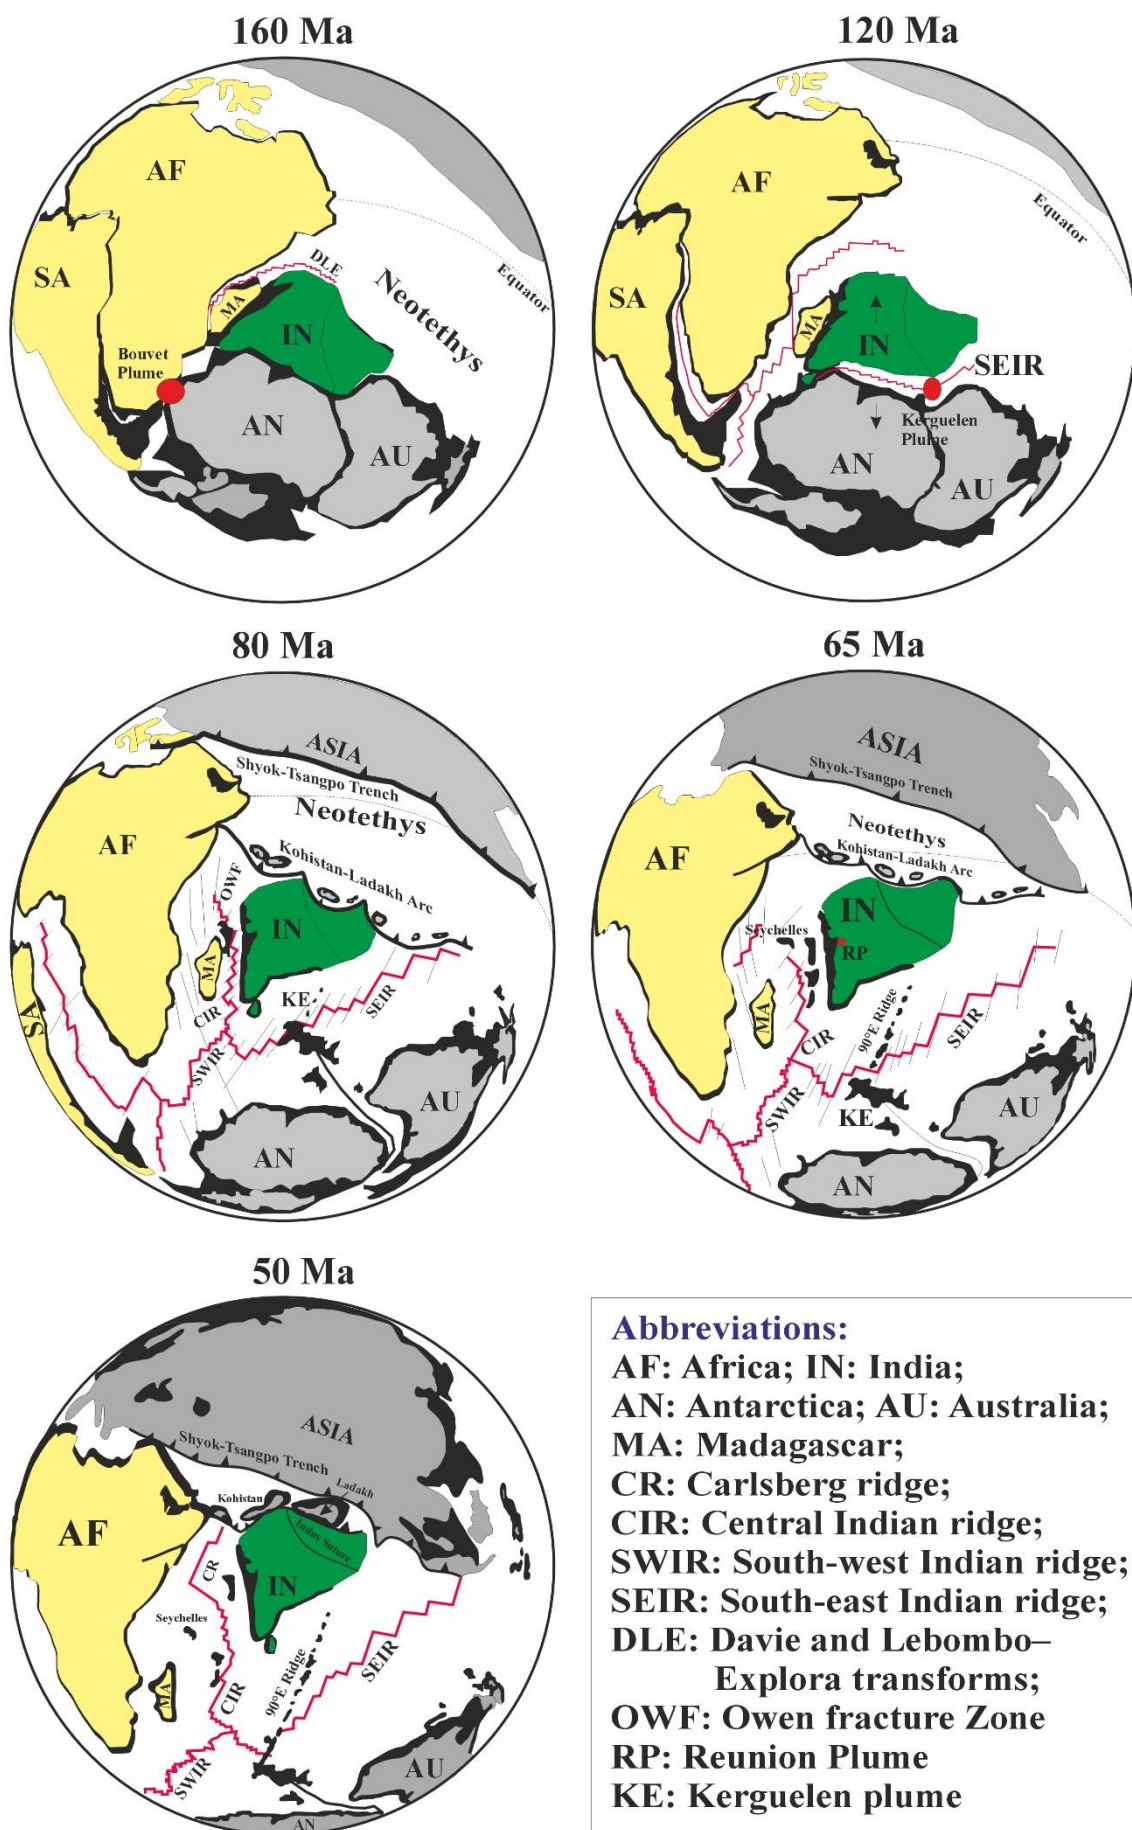 160 Ma
AF
SA
DLE
MA
Neotethys
Equator
IN
Bouvet
Plume
AN
AU
120 Ma
AF
Equator
SA
MA
IN
SEIR
Kerguelen
Plume
AN
AU
80 Ma
ASIA
Shyok-Tsangpo Trench
Neotethys
AF
Kohistan-Ladakh Arc
OWF
IN
MA
SA
CIR
KE
SEIR
SWIR
AU
AN
65 Ma
ASIA
Shyok-Tsangpo Trench
Neotethys
Kohistan-Ladakh Arc
AF
IN
Seychelles
RP
MA
CIR
90°E Ridge
SEIR
SWIR
KE
AU
AN
50 Ma
ASIA
Shyok-Tsangpo Trench
Ladakh
Kohistan
AF
Indus Suture
CR
IN
Seychelles
MA
CIR
90°E Ridge
SEIR
SWIR
AU
AN
Abbreviations:
AF: Africa; IN: India;
AN: Antarctica; AU: Australia;
MA: Madagascar;
CR: Carlsberg ridge;
CIR: Central Indian ridge;
SWIR: South-west Indian ridge;
SEIR: South-east Indian ridge;
DLE: Davie and Lebombo–
Explora transforms;
OWF: Owen fracture Zone
RP: Reunion Plume
KE: Kerguelen plume